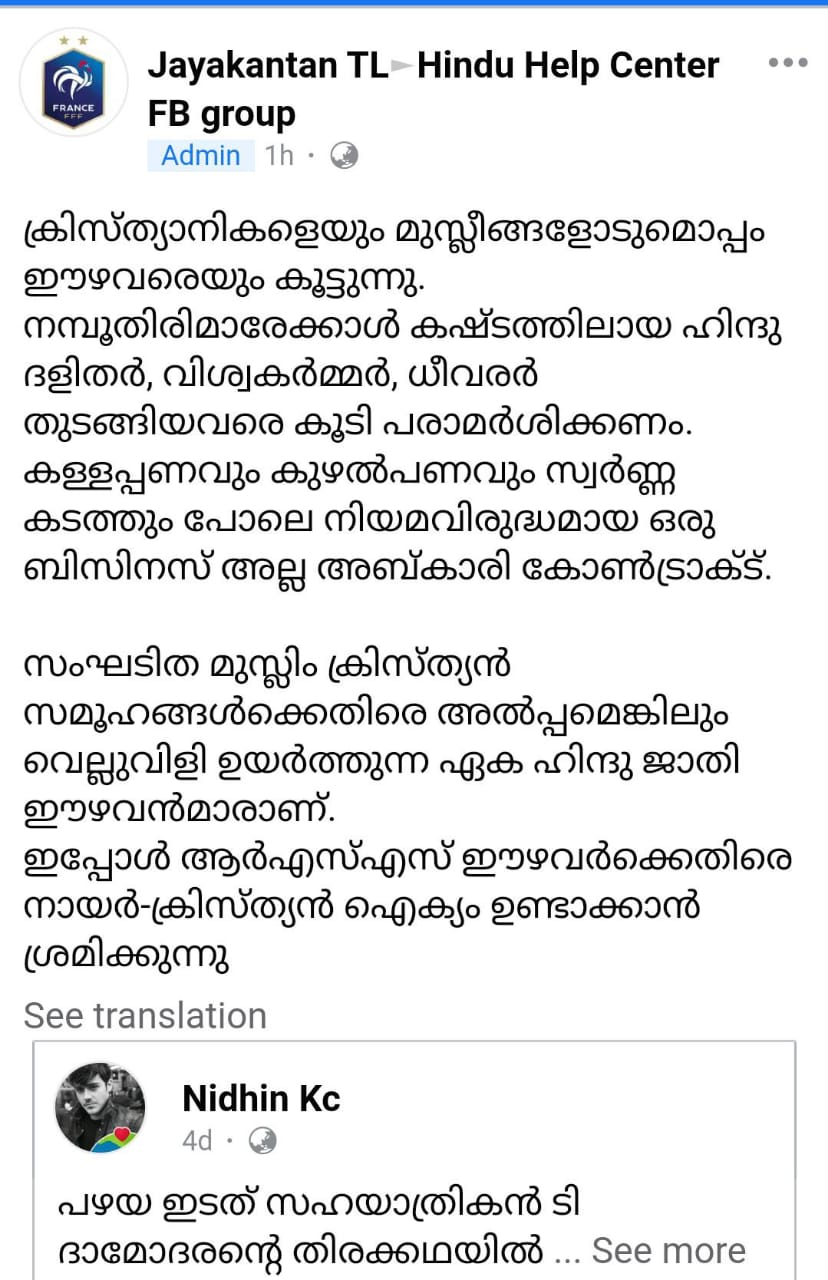 FRANCE
FFF
Jayakantan TL►Hindu Help Center
FB group
Admin 1h ·
ക്രിസ്ത്യാനികളെയും മുസ്ലീങ്ങളോടുമൊപ്പം
ഈഴവരെയും കൂട്ടുന്നു.
നമ്പൂതിരിമാരേക്കാൾ കഷ്ടത്തിലായ ഹിന്ദു
ദളിതർ, വിശ്വകർമ്മർ, ധീവരർ
തുടങ്ങിയവരെ കൂടി പരാമർശിക്കണം.
കള്ളപ്പണവും കുഴൽപണവും സ്വർണ്ണ
കടത്തും പോലെ നിയമവിരുദ്ധമായ ഒരു
ബിസിനസ് അല്ല അബ്കാരി കോൺട്രാക്ട്.
സംഘടിത മുസ്ലിം ക്രിസ്ത്യൻ
സമൂഹങ്ങൾക്കെതിരെ അൽപ്പമെങ്കിലും
വെല്ലുവിളി ഉയർത്തുന്ന ഏക ഹിന്ദു ജാതി
ഈഴവൻമാരാണ്.
ഇപ്പോൾ ആർഎസ്എസ് ഈഴവർക്കെതിരെ
നായർ-ക്രിസ്ത്യൻ ഐക്യം ഉണ്ടാക്കാൻ
ശ്രമിക്കുന്നു
See translation
Nidhin Kc
4d ·
പഴയ ഇടത് സഹയാത്രികൻ ടി
ദാമോദരന്റെ തിരക്കഥയിൽ ... See more